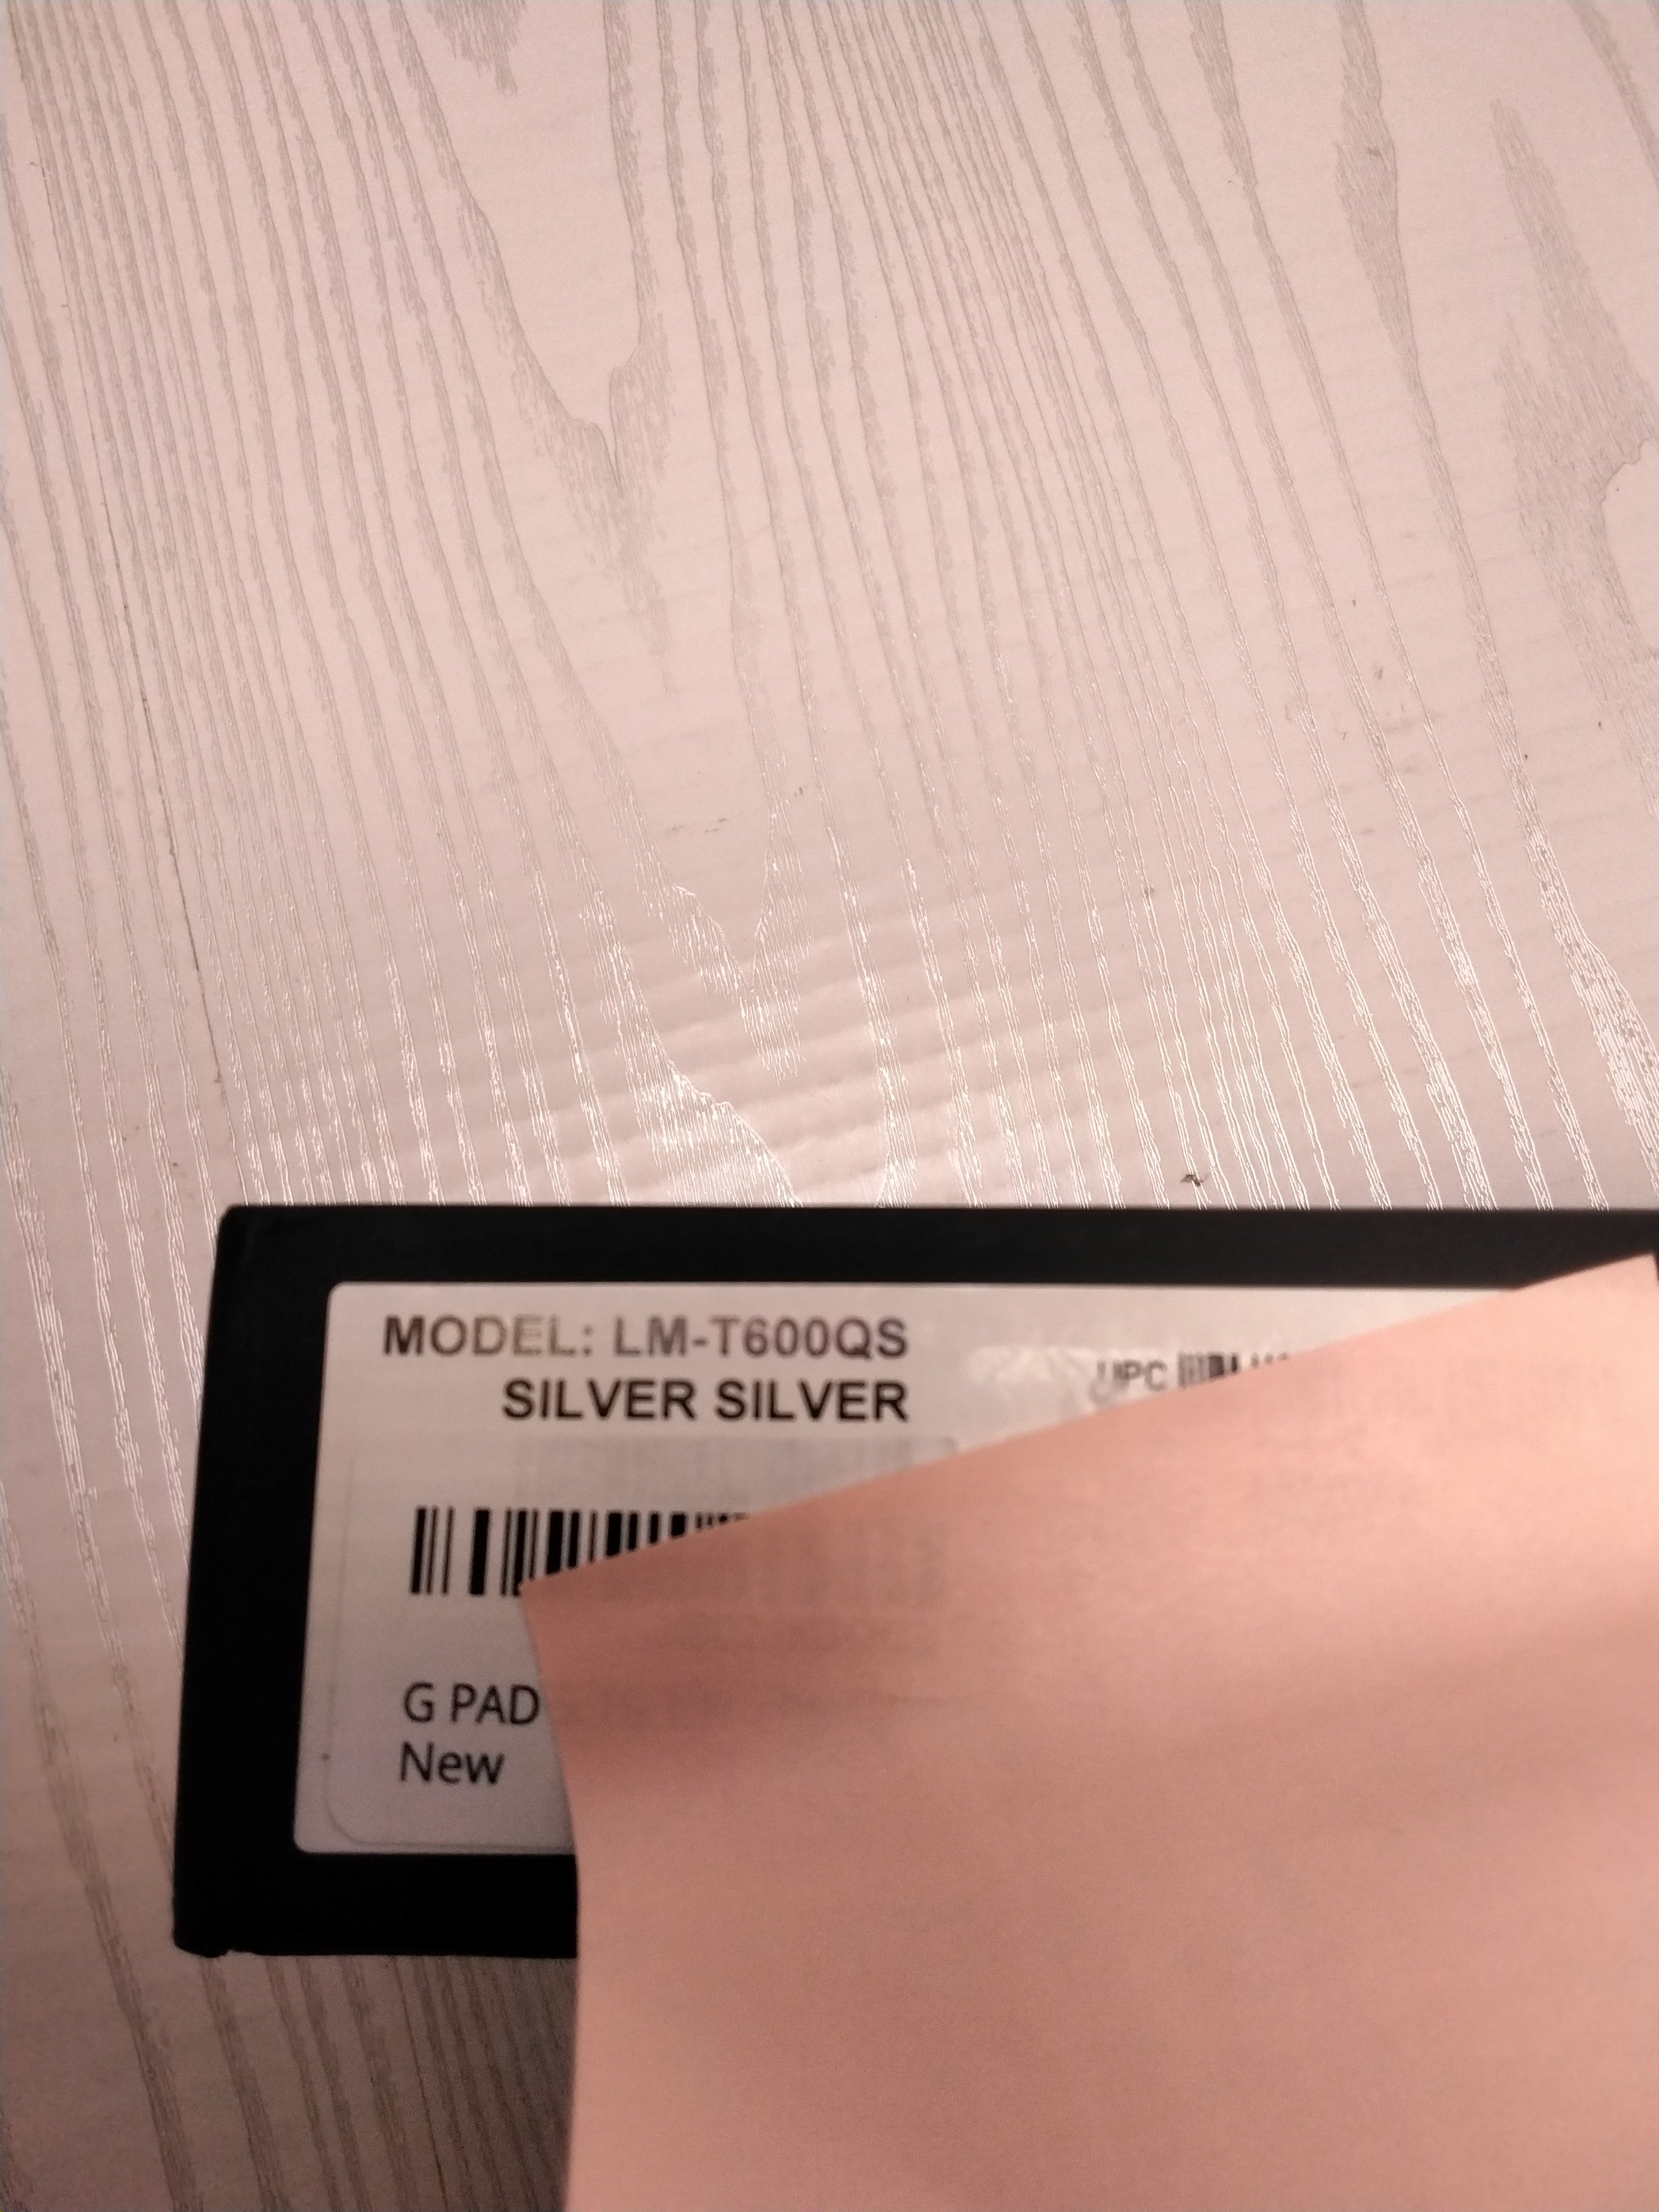 MODEL: LM-T600QS
SILVER SILVER
UPC
G PAD
New